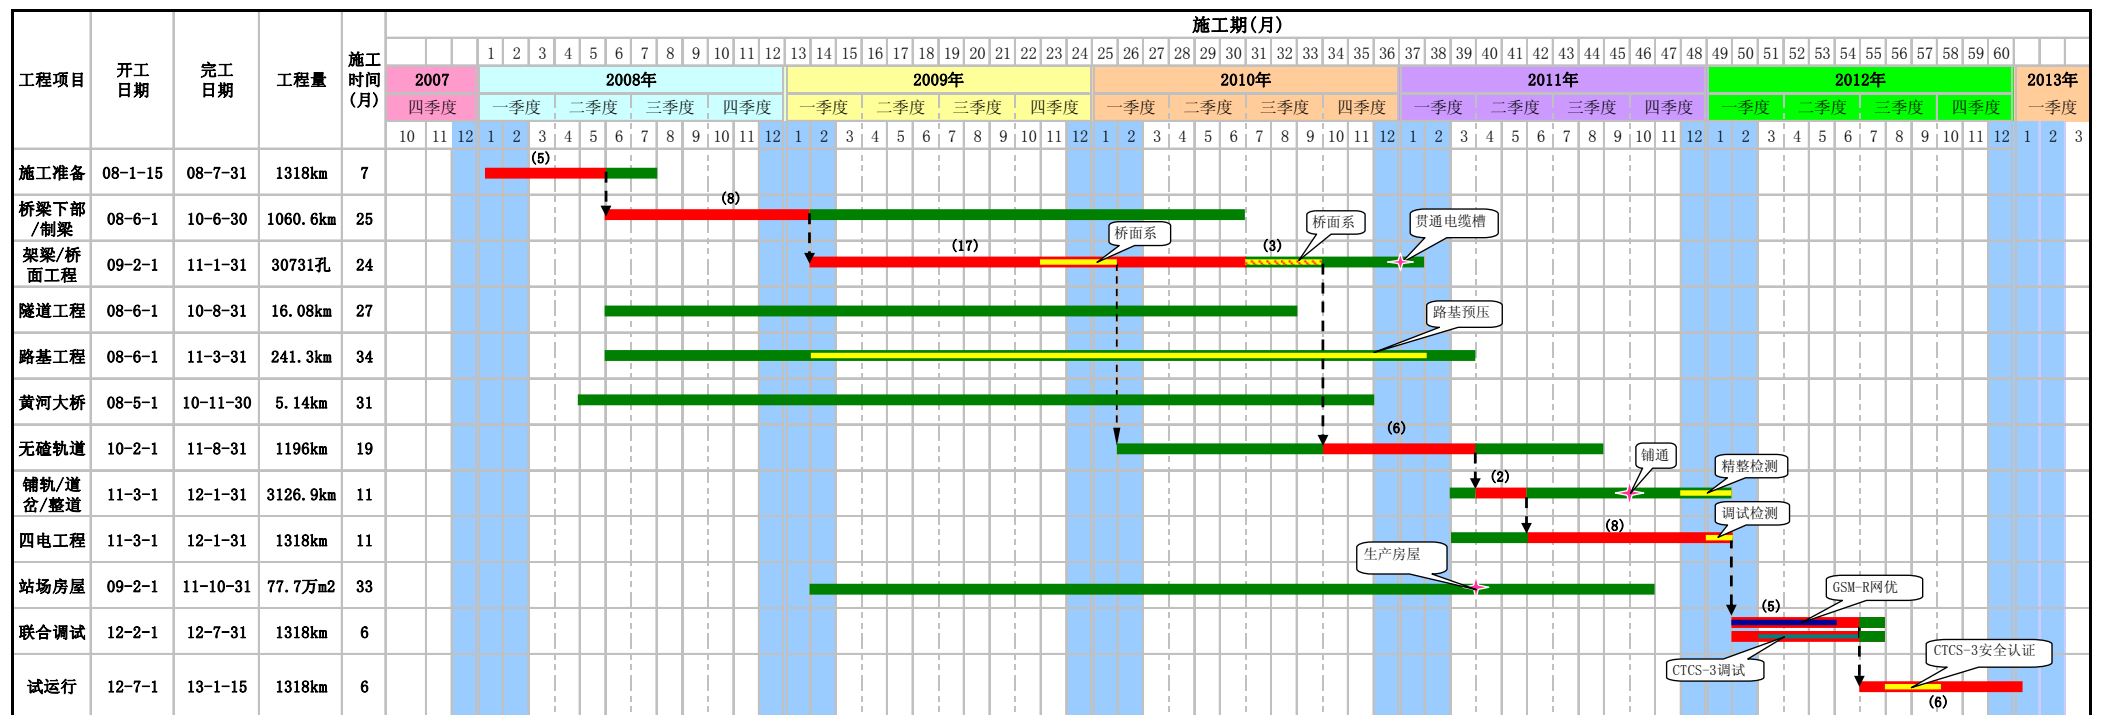 施工期(月)
工程项目 开工日期 完工日期 工程量 施工时间(月)
1 2 3 4 5 6 7 8 9 10 11 12 13 14 15 16 17 18 19 20 21 22 23 24 25 26 27 28 29 30 31 32 33 34 35 36 37 38 39 40 41 42 43 44 45 46 47 48 49 50 51 52 53 54 55 56 57 58 59 60
2007 2008年 2009年 2010年 2011年 2012年 2013年
四季度 一季度 二季度 三季度 四季度 一季度 二季度 三季度 四季度 一季度 二季度 三季度 四季度 一季度 二季度 三季度 四季度 一季度 二季度 三季度 四季度 一季度
10 11 12 1 2 3 4 5 6 7 8 9 10 11 12 1 2 3 4 5 6 7 8 9 10 11 12 1 2 3 4 5 6 7 8 9 10 11 12 1 2 3 4 5 6 7 8 9 10 11 12 1 2 3 4 5 6 7 8 9 10 11 12 1 2 3
施工准备 08-1-15 08-7-31 1318km 7 (5)
桥梁下部/制梁 08-6-1 10-6-30 1060.6km 25 (8)
架梁/桥面工程 09-2-1 11-1-31 30731孔 24 (17) 桥面系 (3) 桥面系 贯通电缆槽
隧道工程 08-6-1 10-8-31 16.08km 27
路基工程 08-6-1 11-3-31 241.3km 34 路基预压
黄河大桥 08-5-1 10-11-30 5.14km 31
无碴轨道 10-2-1 11-8-31 1196km 19 (6)
铺轨/道岔/整道 11-3-1 12-1-31 3126.9km 11 (2) 铺通 精整检测
四电工程 11-3-1 12-1-31 1318km 11 (8) 调试检测
站场房屋 09-2-1 11-10-31 77.7万m2 33 生产房屋
联合调试 12-2-1 12-7-31 1318km 6 (5) GSM-R网优
CTCS-3调试
试运行 12-7-1 13-1-15 1318km 6 CTCS-3安全认证
(6)